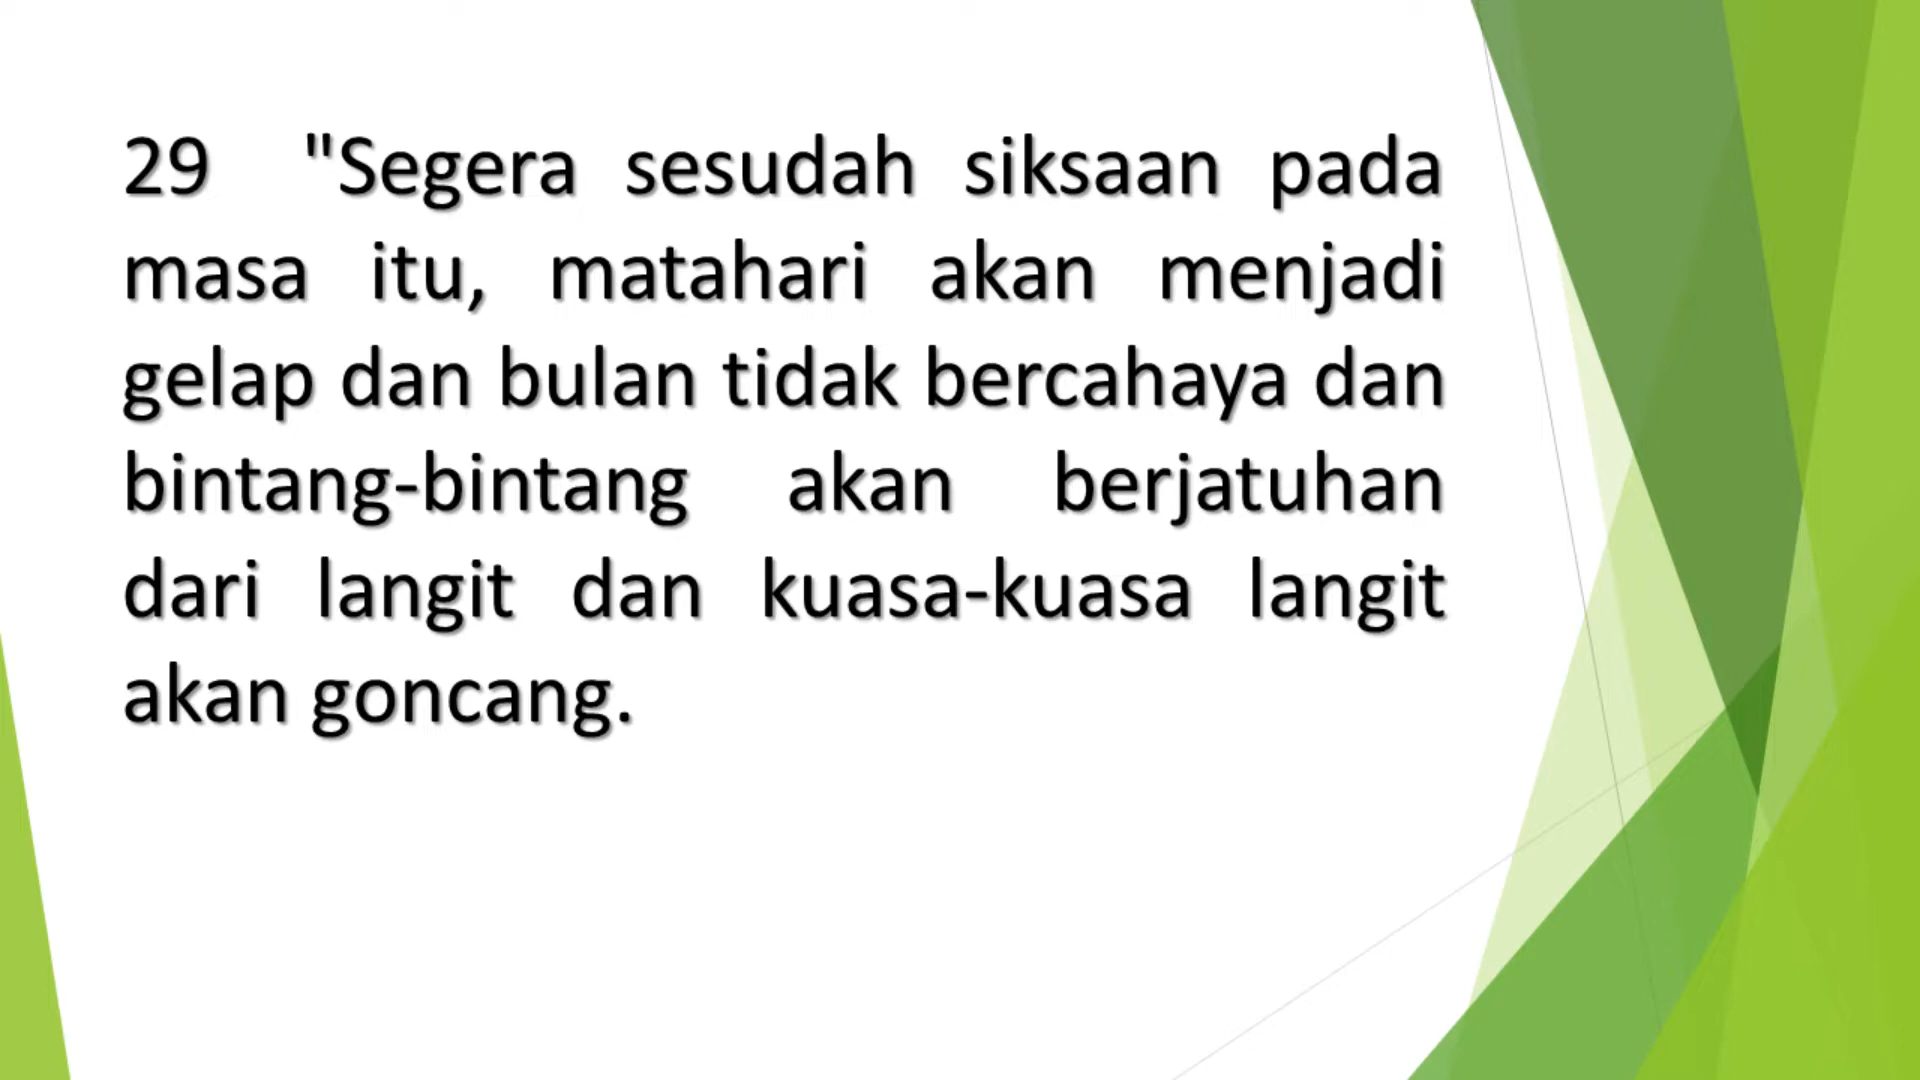 29 "Segera sesudah siksaan pada
masa itu, matahari akan menjadi
gelap dan bulan tidak bercahaya dan
bintang-bintang akan berjatuhan
dari langit dan kuasa-kuasa langit
akan goncang.